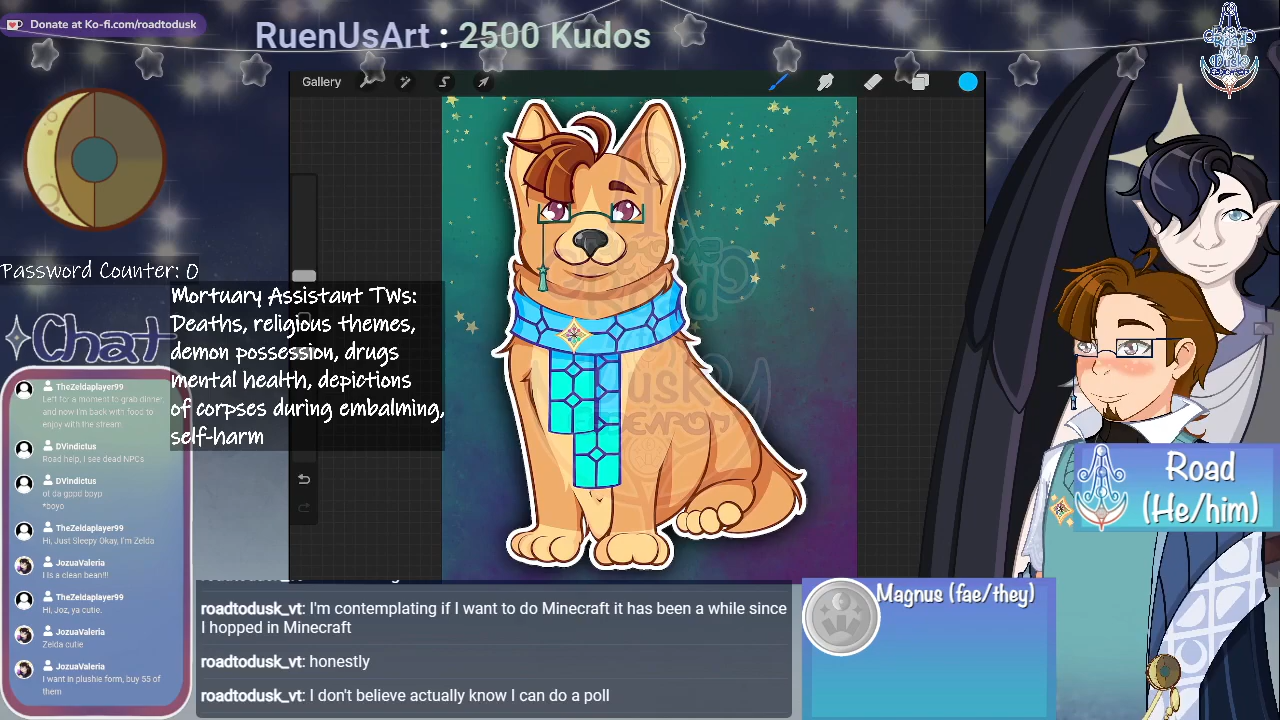 Donate at Ko-fi.com/roadtodusk
RuenUsArt : 2500 Kudos
Gallery
Password Counter: 0
Mortuary Assistant TWs:
Deaths, religious themes,
demon possession, drugs
mental health, depictions
of corpses during embalming,
self-harm
Chat
TheZeldaplayer99
Left for a moment to grab dinner,
and now I'm back with food to
enjoy with the stream
DVindictus
Road help, I see dead NPCs
DVindictus
ol da good boyp
*boyo
TheZeldaplayer99
Hi, Just Sleepy Okay, I'm Zelda
JozuaValeria
I Is a clean bean!!!
TheZeldaplayer99
Hi, Joz, ya cutie.
JozuaValeria
Zelda cutie
JozuaValeria
I want in plushie form, buy 55 of
them
roadtodusk_vt: I'm contemplating if I want to do Minecraft it has been a while since
I hopped in Minecraft
roadtodusk_vt: honestly
roadtodusk_vt: I don't believe actually know I can do a poll
Road
(He/him)
Magnus (fae/they)